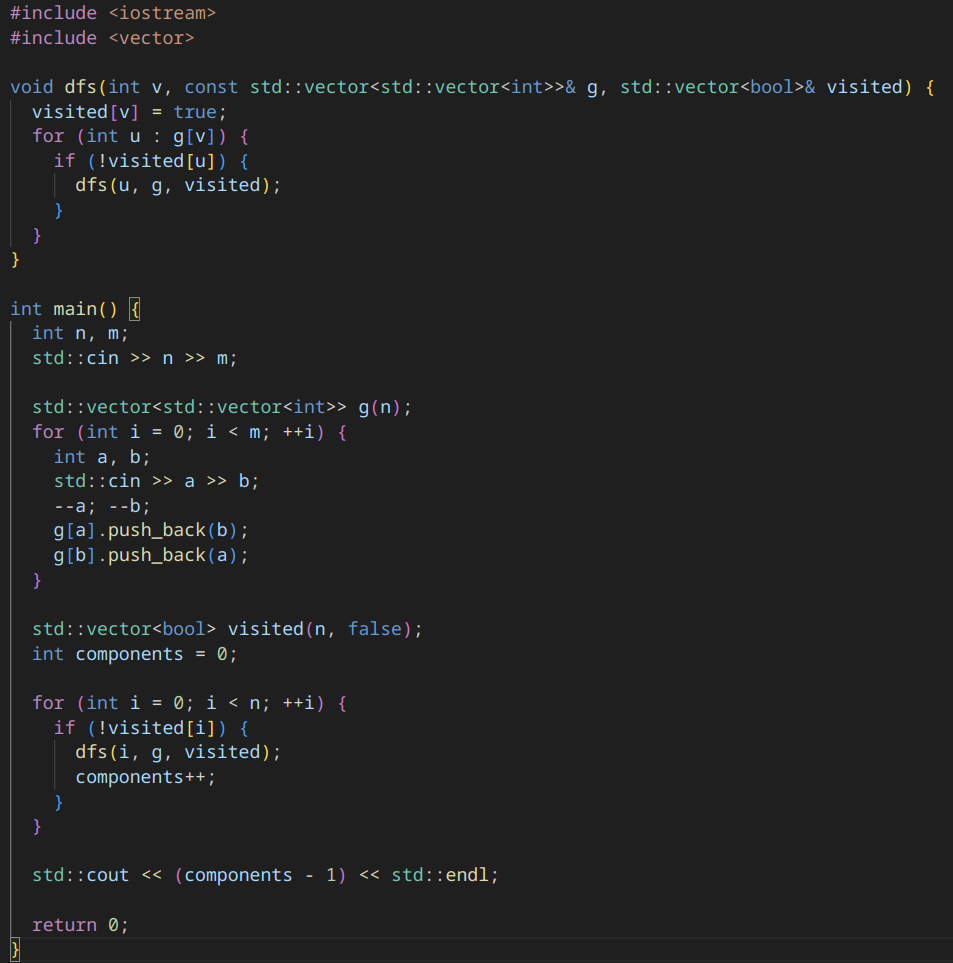 #include <iostream>
#include <vector>

void dfs(int v, const std::vector<std::vector<int>>& g, std::vector<bool>& visited) {
  visited[v] = true;
  for (int u : g[v]) {
    if (!visited[u]) {
      dfs(u, g, visited);
    }
  }
}

int main() {
  int n, m;
  std::cin >> n >> m;

  std::vector<std::vector<int>> g(n);
  for (int i = 0; i < m; ++i) {
    int a, b;
    std::cin >> a >> b;
    --a; --b;
    g[a].push_back(b);
    g[b].push_back(a);
  }

  std::vector<bool> visited(n, false);
  int components = 0;

  for (int i = 0; i < n; ++i) {
    if (!visited[i]) {
      dfs(i, g, visited);
      components++;
    }
  }

  std::cout << (components - 1) << std::endl;

  return 0;
}